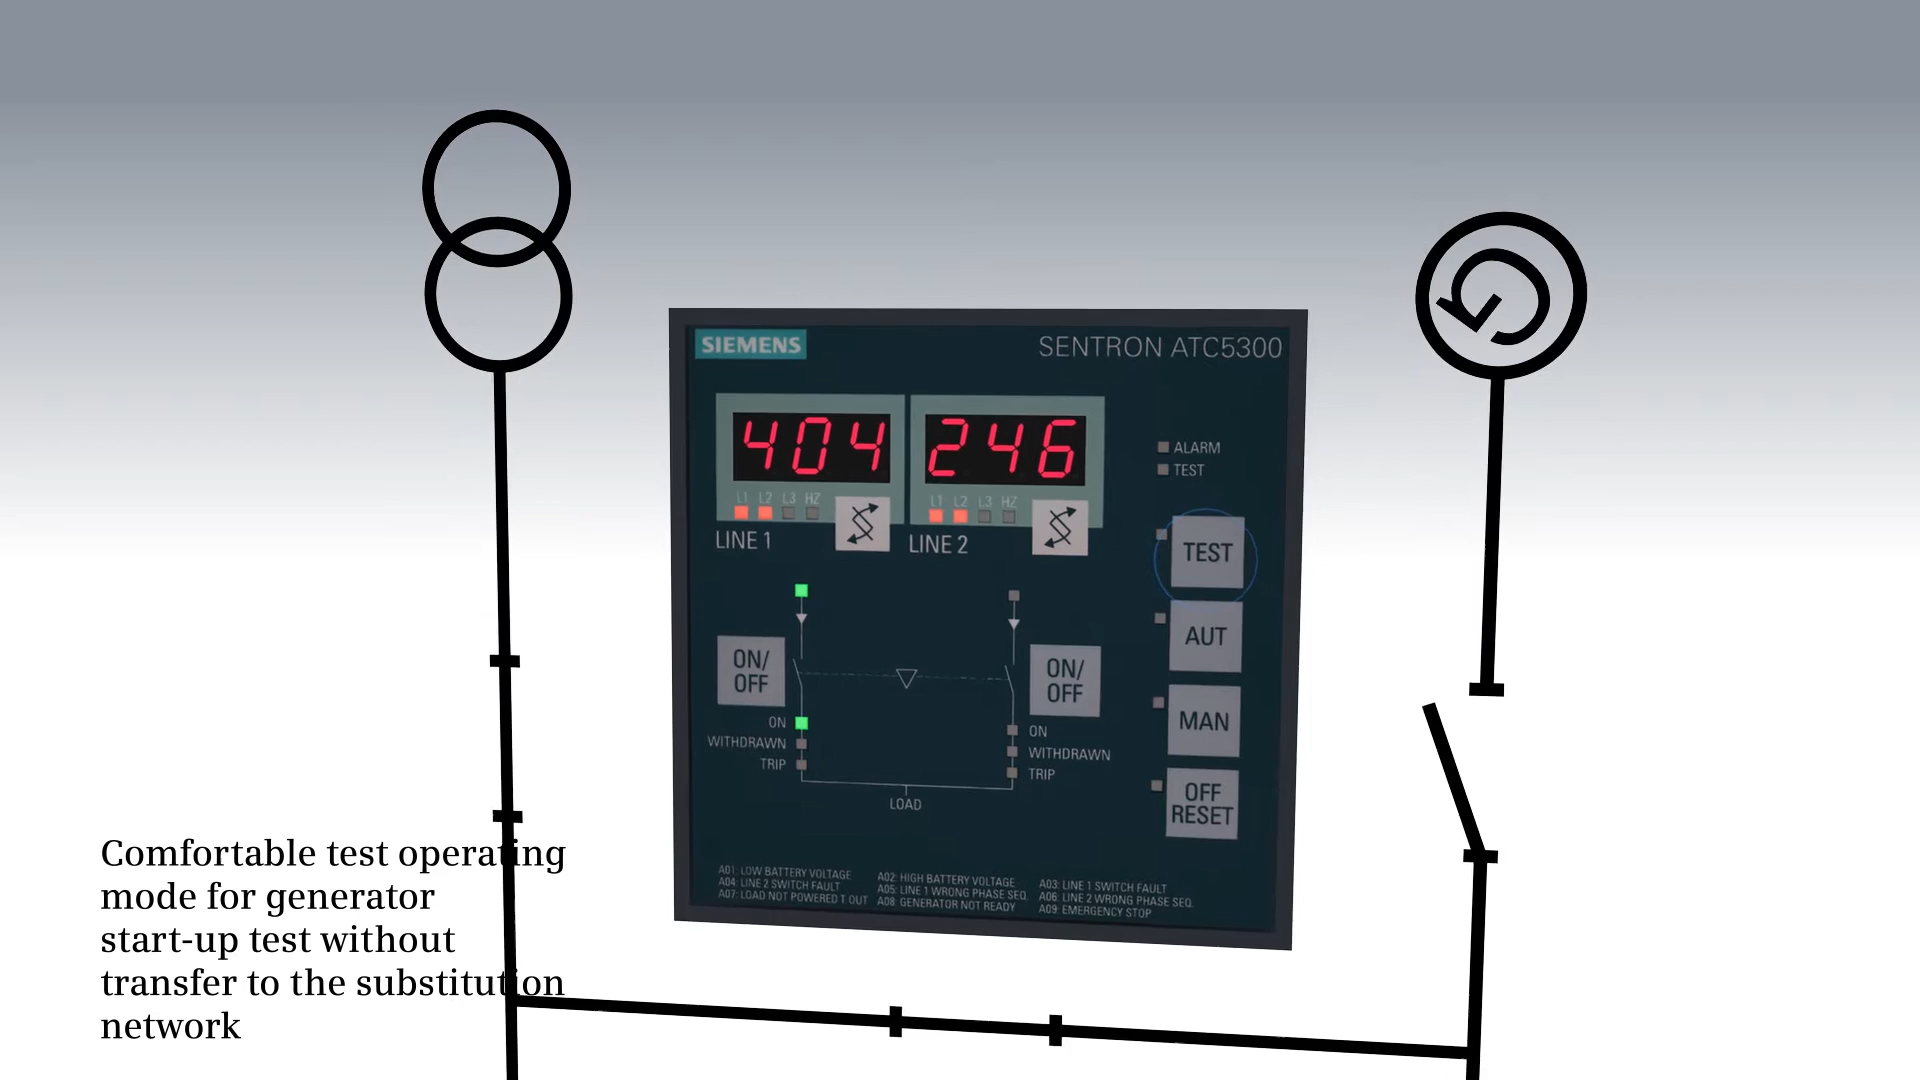 SIEMENS
SENTRON ATC5300
404
246
L1 L2 L3 HZ
L1 L2 L3 HZ
LINE 1
LINE 2
ALARM
TEST
TEST
AUT
MAN
OFF
RESET
ON/
OFF
ON/
OFF
ON
WITHDRAWN
TRIP
ON
WITHDRAWN
TRIP
LOAD
A01: LOW BATTERY VOLTAGE A02: HIGH BATTERY VOLTAGE A03: LINE 1 SWITCH FAULT
A04: LINE 2 SWITCH FAULT A05: LINE 1 WRONG PHASE SEQ. A06: LINE 2 WRONG PHASE SEQ.
A07: LOAD NOT POWERED T OUT A08: GENERATOR NOT READY A09: EMERGENCY STOP
Comfortable test operating
mode for generator
start-up test without
transfer to the substitution
network